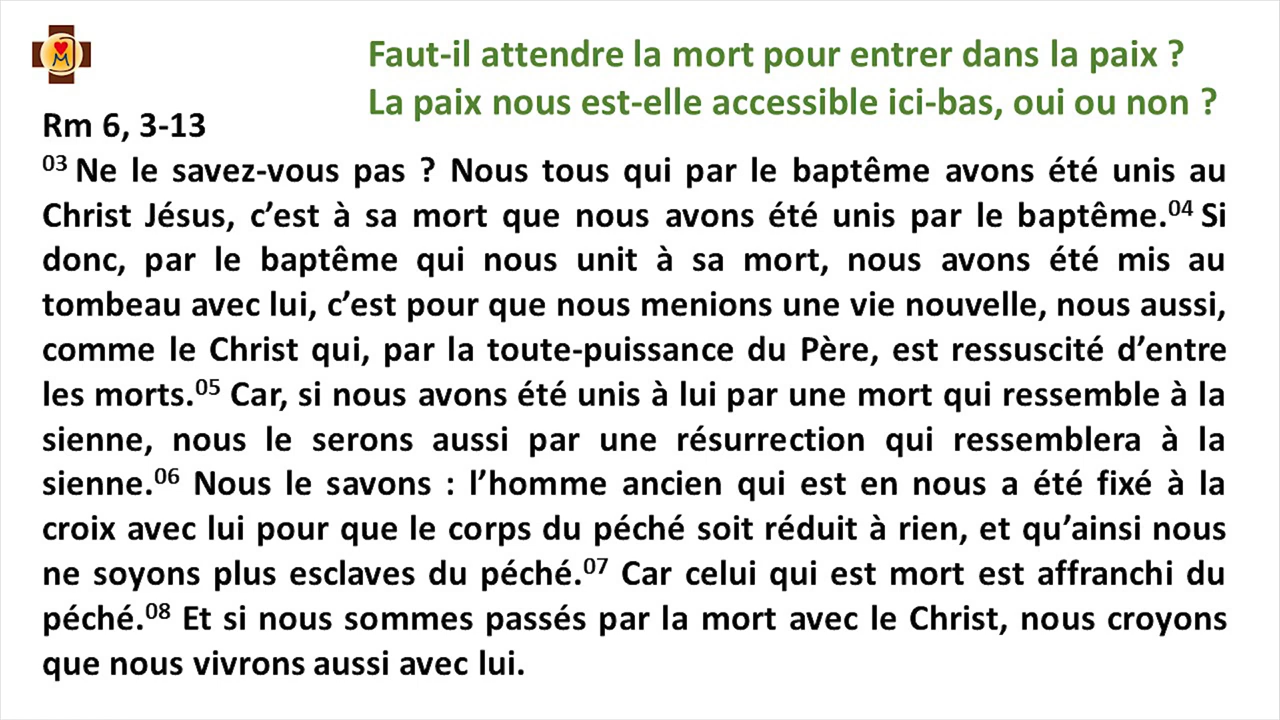 Faut-il attendre la mort pour entrer dans la paix ?
La paix nous est-elle accessible ici-bas, oui ou non ?
M
Rm 6, 3-13
03 Ne le savez-vous pas ? Nous tous qui par le baptême avons été unis au
Christ Jésus, c’est à sa mort que nous avons été unis par le baptême.04 Si
donc, par le baptême qui nous unit à sa mort, nous avons été mis au
tombeau avec lui, c’est pour que nous menions une vie nouvelle, nous aussi,
comme le Christ qui, par la toute-puissance du Père, est ressuscité d’entre
les morts.05 Car, si nous avons été unis à lui par une mort qui ressemble à la
sienne, nous le serons aussi par une résurrection qui ressemblera à la
sienne.06 Nous le savons : l’homme ancien qui est en nous a été fixé à la
croix avec lui pour que le corps du péché soit réduit à rien, et qu’ainsi nous
ne soyons plus esclaves du péché.07 Car celui qui est mort est affranchi du
péché.08 Et si nous sommes passés par la mort avec le Christ, nous croyons
que nous vivrons aussi avec lui.